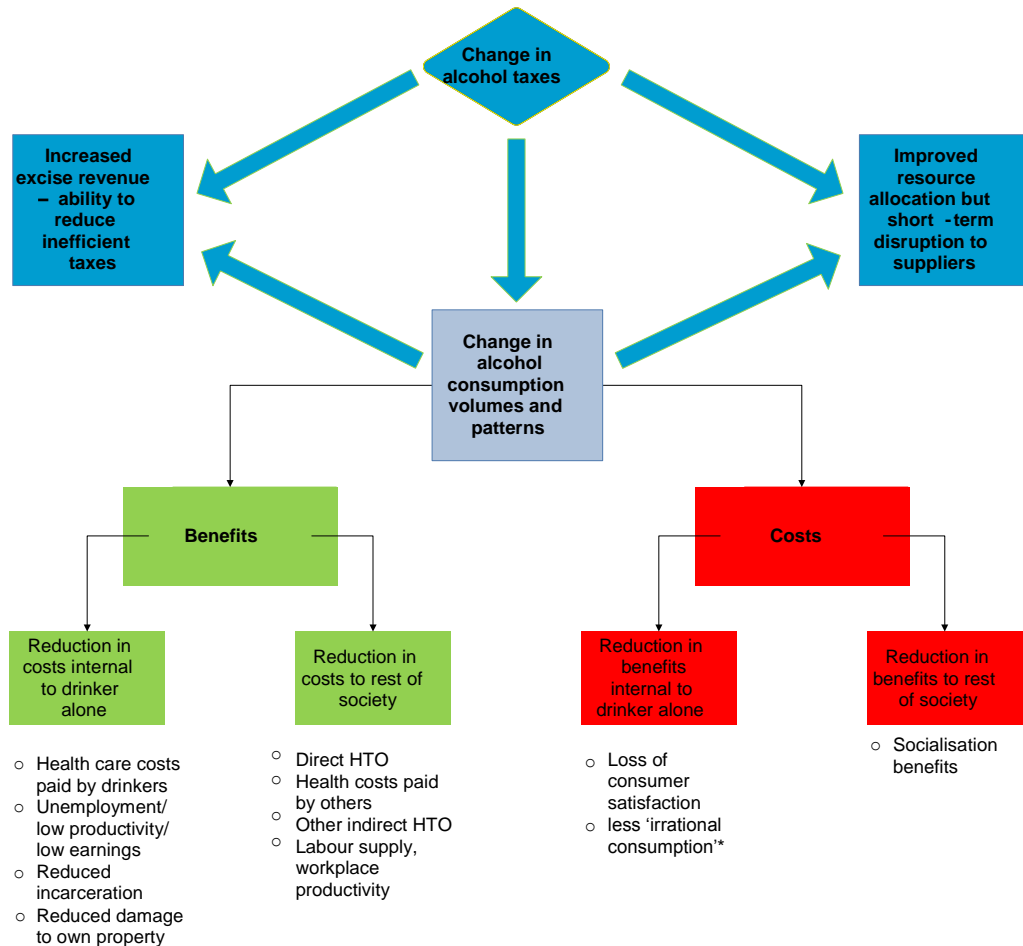 Change in
alcohol taxes
Increased
excise revenue
– ability to
reduce
inefficient
taxes
Improved
resource
allocation but
short -term
disruption to
suppliers
Change in
alcohol
consumption
volumes and
patterns
Benefits
Costs
Reduction in
costs internal
to drinker
alone
Reduction in
costs to rest of
society
Reduction in
benefits
internal to
drinker alone
Reduction in
benefits to rest
of society
○ Health care costs
paid by drinkers
○ Unemployment/
low productivity/
low earnings
○ Reduced
incarceration
○ Reduced damage
to own property
○ Direct HTO
○ Health costs paid
by others
○ Other indirect HTO
○ Labour supply,
workplace
productivity
○ Loss of
consumer
satisfaction
○ less ‘irrational
consumption’*
○ Socialisation
benefits